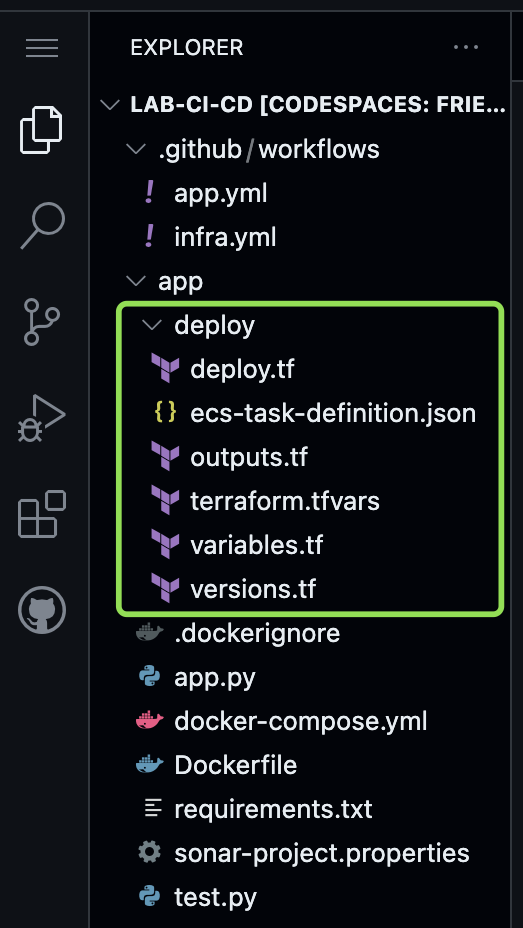 EXPLORER ...
LAB-CI-CD [CODESPACES: FRIE...
.github/workflows
! app.yml
! infra.yml
app
deploy
deploy.tf
{} ecs-task-definition.json
outputs.tf
terraform.tfvars
variables.tf
versions.tf
.dockerignore
app.py
docker-compose.yml
Dockerfile
requirements.txt
sonar-project.properties
test.py